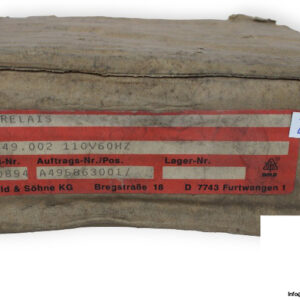 RELAIS
49.002 110V60HZ
-Nr. Auftrags-Nr./Pos. Lager-Nr.
0894 A495863001/
DOLD
ld & Söhne KG Bregstraße 18 D 7743 Furtwangen 1